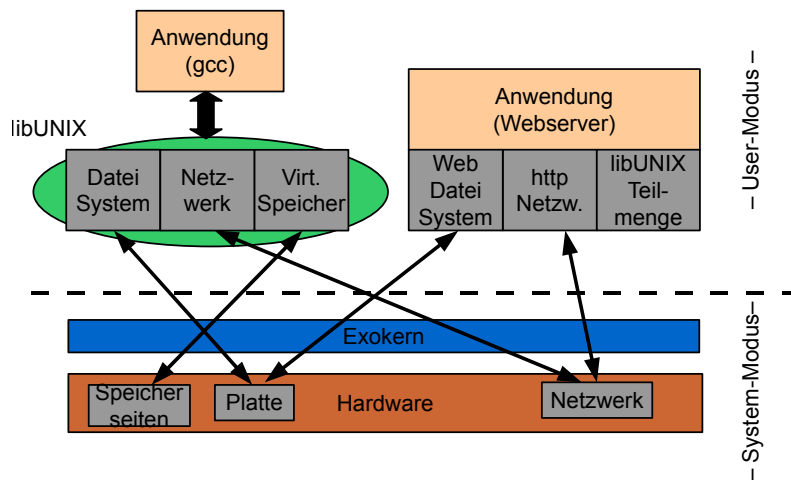 Anwendung
(gcc)
libUNIX
Datei
System
Netz-
werk
Virt.
Speicher
Anwendung
(Webserver)
Web
Datei
System
http
Netzw.
libUNIX
Teil-
menge
– User-Modus –
Exokern
Speicher
seiten
Platte
Hardware
Netzwerk
– System-Modus–